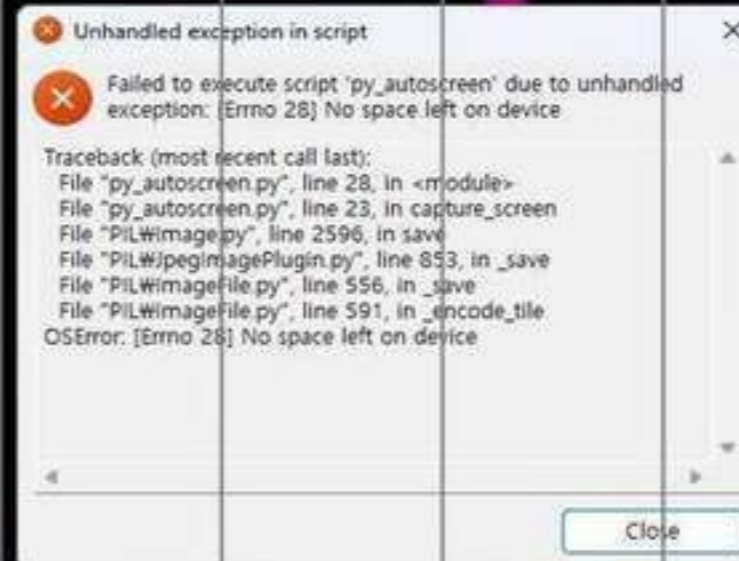 Unhandled exception in script
Failed to execute script 'py_autoscreen' due to unhandled
exception: [Errno 28] No space left on device
Traceback (most recent call last):
File "py_autoscreen.py", line 28, in <module>
File "py_autoscreen.py", line 23, in capture_screen
File "PIL₩Image.py", line 2596, in save
File "PIL₩JpegImagePlugin.py", line 853, in _save
File "PIL₩ImageFile.py", line 556, in _save
File "PIL₩ImageFile.py", line 591, in _encode_tile
OSError: [Errno 28] No space left on device
Close